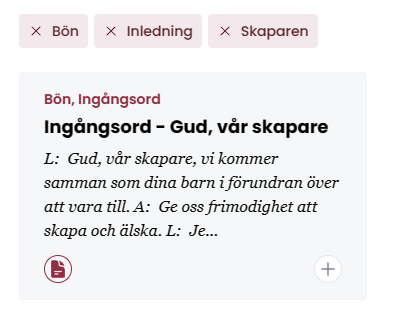 Bön
Inledning
Skaparen
Bön, Ingångsord
Ingångsord - Gud, vår skapare
L: Gud, vår skapare, vi kommer
samman som dina barn i förundran över
att vara till. A: Ge oss frimodighet att
skapa och älska. L: Je...